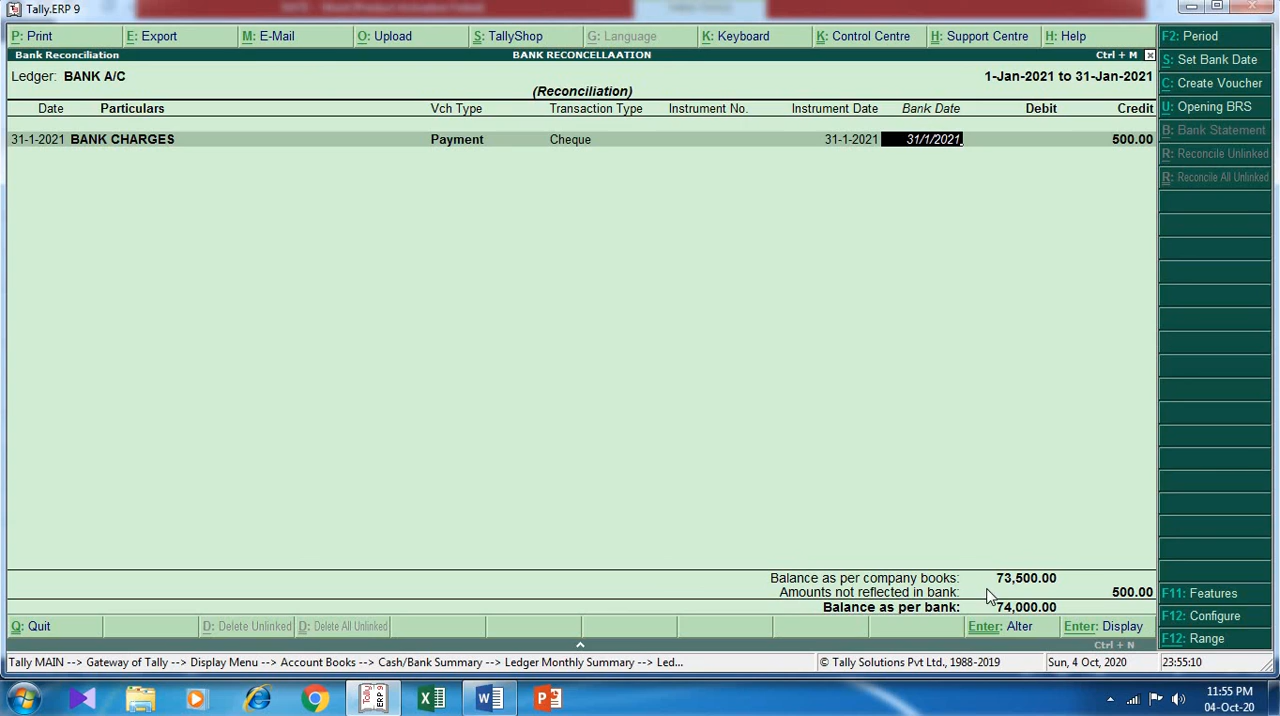 Tally.ERP 9
P: Print E: Export M: E-Mail O: Upload S: TallyShop G: Language K: Keyboard K: Control Centre H: Support Centre H: Help
Bank Reconciliation BANK RECONCELLAATION Ctrl + M
Ledger: BANK A/C 1-Jan-2021 to 31-Jan-2021
(Reconciliation)
Date Particulars Vch Type Transaction Type Instrument No. Instrument Date Bank Date Debit Credit
31-1-2021 BANK CHARGES Payment Cheque 31-1-2021 31/1/2021 500.00
Balance as per company books: 73,500.00
Amounts not reflected in bank: 500.00
Balance as per bank: 74,000.00
Q: Quit D: Delete Unlinked D: Delete All Unlinked Enter: Alter Enter: Display
Ctrl + N
F2: Period
S: Set Bank Date
C: Create Voucher
U: Opening BRS
B: Bank Statement
R: Reconcile Unlinked
R: Reconcile All Unlinked
F11: Features
F12: Configure
F12: Range
Tally MAIN --> Gateway of Tally --> Display Menu --> Account Books --> Cash/Bank Summary --> Ledger Monthly Summary --> Led... © Tally Solutions Pvt Ltd., 1988-2019 Sun, 4 Oct, 2020 23:55:10
11:55 PM
04-Oct-20